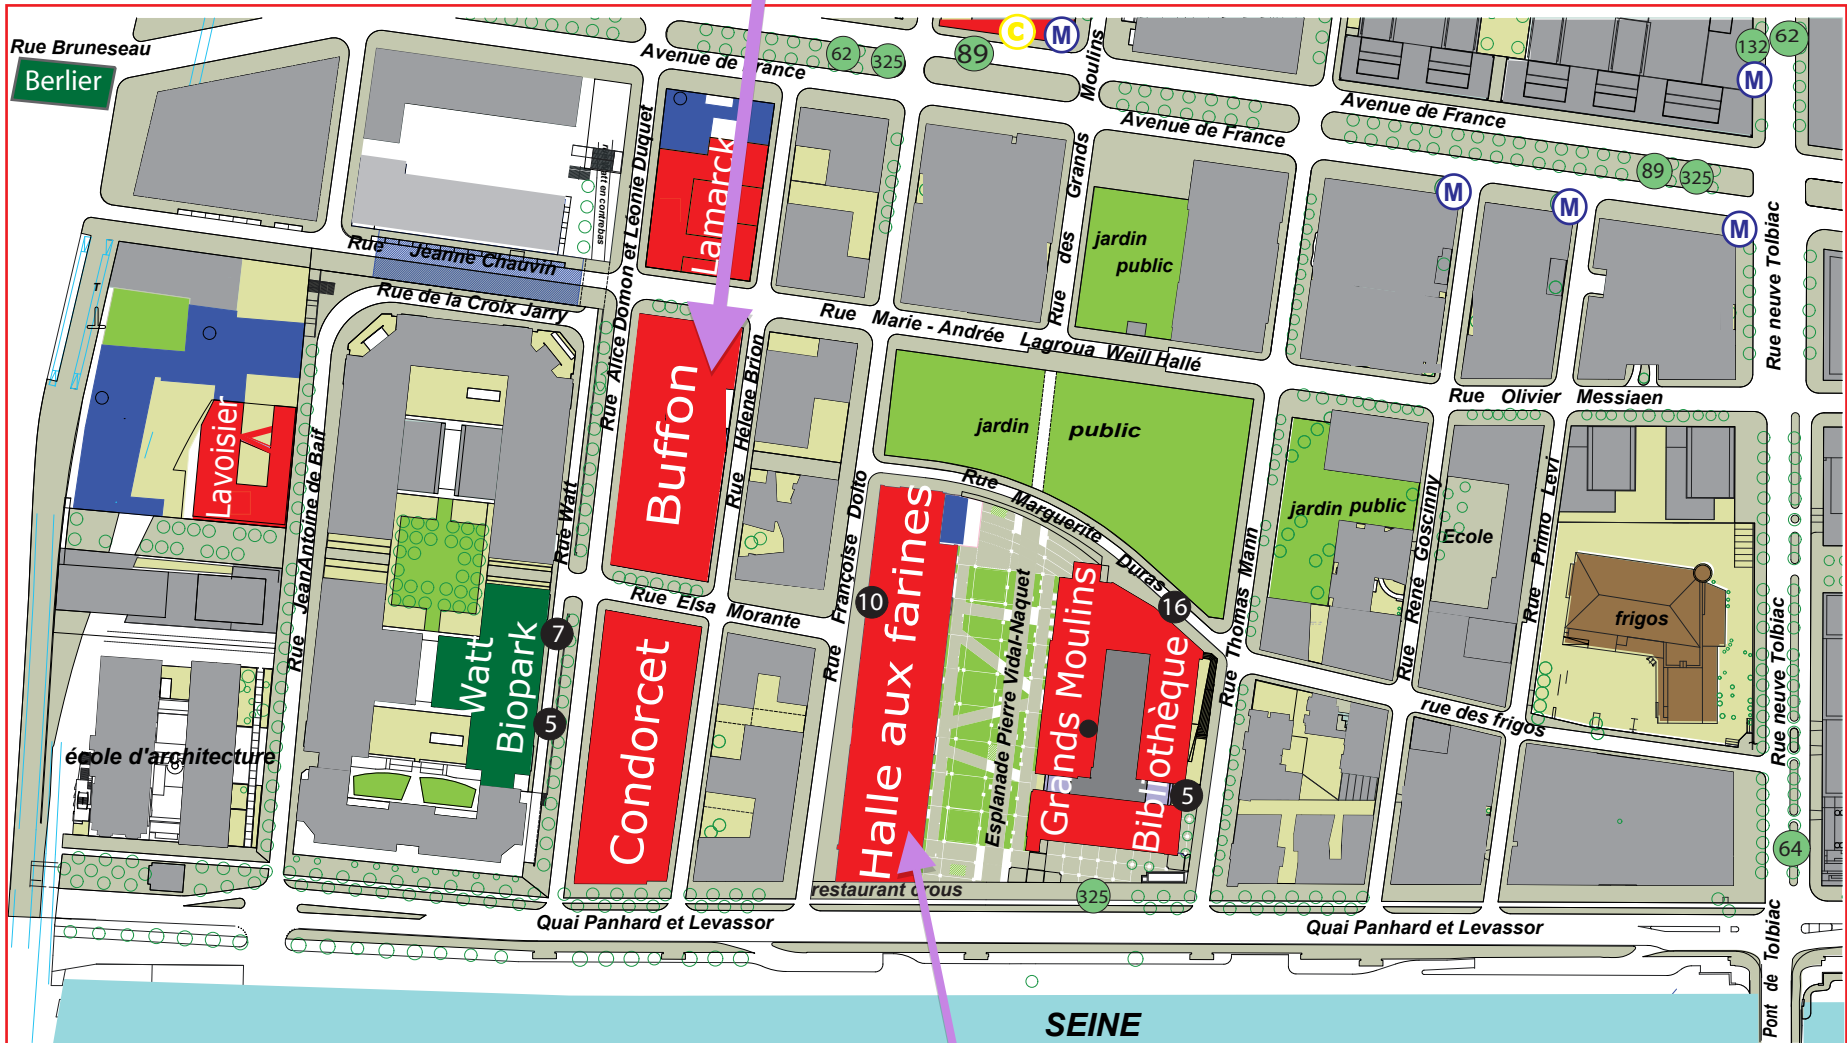 Rue Bruneseau
Berlier
Avenue de France
62
325
89
C
M
Moulins
Avenue de France
Avenue de France
132
62
M
89
325
M
M
M
Rue neuve Tolbiac
Lamarck
Rue Alice Domon et Léonie Duquet
Rue des Grands
jardin
public
Rue Jeanne Chauvin
Rue de la Croix Jarry
Rue Marie - Andrée Lagroua Weill Hallé
Rue Olivier Messiaen
Lavoisier
Rue JeanAntoine de Baif
Rue Watt
Buffon
Rue Hélène Brion
jardin public
Rue Françoise Dolto
Rue Marguerite Duras
Rue Thomas Mann
jardin public
Rue René Goscinny
Ecole
Rue Primo Levi
frigos
Rue neuve Tolbiac
Rue Elsa Morante
10
16
7
5
5
Watt
Biopark
Condorcet
Halle aux farines
Esplanade Pierre Vidal-Naquet
Grands Moulins
Bibliothèque
rue des frigos
école d'architecture
restaurant crous
325
64
Quai Panhard et Levassor
Quai Panhard et Levassor
Pont de Tolbiac
SEINE